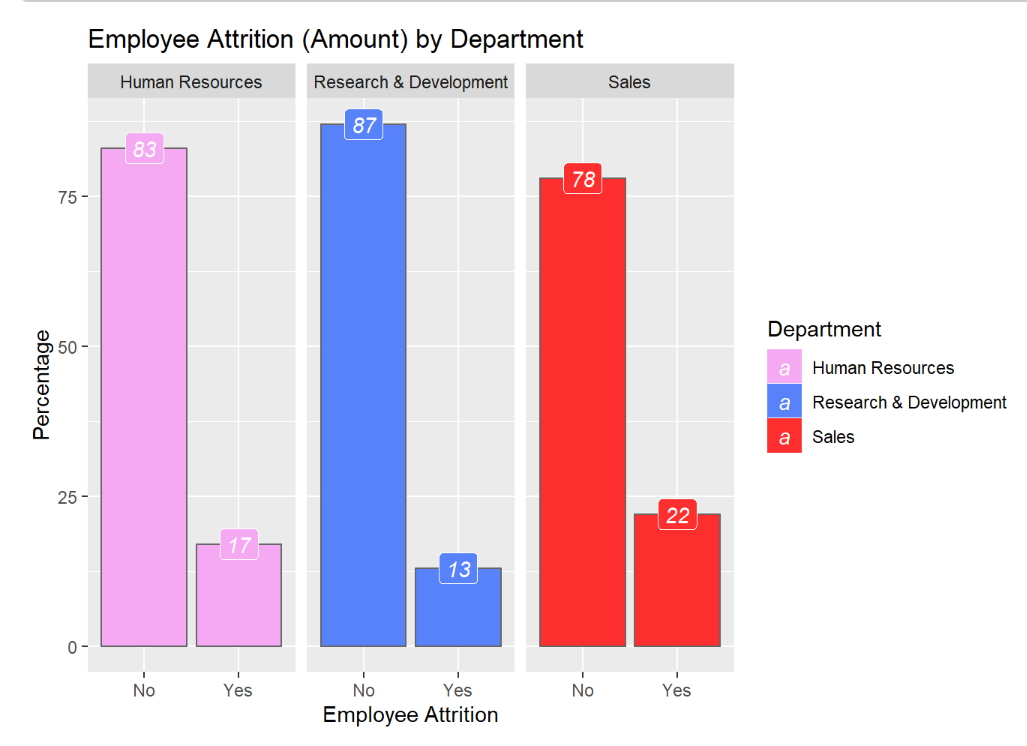 Employee Attrition (Amount) by Department
Human Resources
Research & Development
Sales
83
17
87
13
78
22
75
50
25
0
Percentage
No
Yes
No
Yes
No
Yes
Employee Attrition
Department
a Human Resources
a Research & Development
a Sales